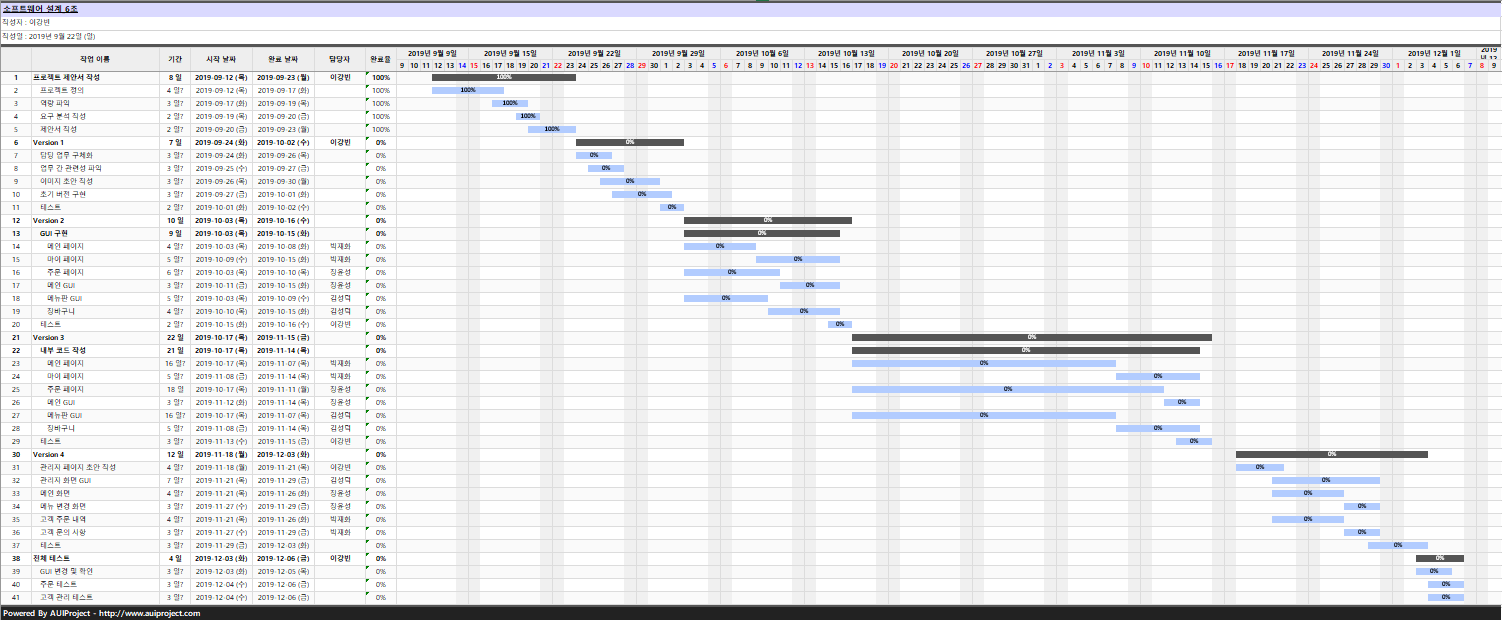 소프트웨어 설계 6조
작성자 : 이강빈
작성일 : 2019년 9월 22일 (일)
작업 이름 기간 시작 날짜 완료 날짜 담당자 완료율 2019년 9월 9일 2019년 9월 15일 2019년 9월 22일 2019년 9월 29일 2019년 10월 6일 2019년 10월 13일 2019년 10월 20일 2019년 10월 27일 2019년 11월 3일 2019년 11월 10일 2019년 11월 17일 2019년 11월 24일 2019년 12월 1일 2019
9 10 11 12 13 14 15 16 17 18 19 20 21 22 23 24 25 26 27 28 29 30 1 2 3 4 5 6 7 8 9 10 11 12 13 14 15 16 17 18 19 20 21 22 23 24 25 26 27 28 29 30 31 1 2 3 4 5 6 7 8 9 10 11 12 13 14 15 16 17 18 19 20 21 22 23 24 25 26 27 28 29 30 1 2 3 4 5 6 7 8 9
1 프로젝트 제안서 작성 8 일 2019-09-12 (목) 2019-09-23 (월) 이강빈 100% 100%
2 프로젝트 정의 4 일? 2019-09-12 (목) 2019-09-17 (화) 100% 100%
3 역량 파악 3 일? 2019-09-17 (화) 2019-09-19 (목) 100% 100%
4 요구 분석 작성 2 일? 2019-09-19 (목) 2019-09-20 (금) 100% 100%
5 제안서 작성 2 일? 2019-09-20 (금) 2019-09-23 (월) 100% 100%
6 Version 1 7 일 2019-09-24 (화) 2019-10-02 (수) 이강빈 0% 0%
7 담당 업무 구체화 3 일? 2019-09-24 (화) 2019-09-26 (목) 0% 0%
8 업무 간 관련성 파악 3 일? 2019-09-25 (수) 2019-09-27 (금) 0% 0%
9 이미지 초안 작성 3 일? 2019-09-26 (목) 2019-09-30 (월) 0% 0%
10 초기 버전 구현 3 일? 2019-09-27 (금) 2019-10-01 (화) 0% 0%
11 테스트 2 일? 2019-10-01 (화) 2019-10-02 (수) 0% 0%
12 Version 2 10 일 2019-10-03 (목) 2019-10-16 (수) 0% 0%
13 GUI 구현 9 일 2019-10-03 (목) 2019-10-15 (화) 0% 0%
14 메인 페이지 4 일? 2019-10-03 (목) 2019-10-08 (화) 박재화 0% 0%
15 마이 페이지 5 일? 2019-10-09 (수) 2019-10-15 (화) 박재화 0% 0%
16 주문 페이지 6 일? 2019-10-03 (목) 2019-10-10 (목) 장윤성 0% 0%
17 메인 GUI 3 일? 2019-10-11 (금) 2019-10-15 (화) 장윤성 0% 0%
18 메뉴판 GUI 5 일? 2019-10-03 (목) 2019-10-09 (수) 김성덕 0% 0%
19 장바구니 4 일? 2019-10-10 (목) 2019-10-15 (화) 김성덕 0% 0%
20 테스트 2 일? 2019-10-15 (화) 2019-10-16 (수) 이강빈 0% 0%
21 Version 3 22 일 2019-10-17 (목) 2019-11-15 (금) 0% 0%
22 내부 코드 작성 21 일 2019-10-17 (목) 2019-11-14 (목) 0% 0%
23 메인 페이지 16 일? 2019-10-17 (목) 2019-11-07 (목) 박재화 0% 0%
24 마이 페이지 5 일? 2019-11-08 (금) 2019-11-14 (목) 박재화 0% 0%
25 주문 페이지 18 일 2019-10-17 (목) 2019-11-11 (월) 장윤성 0% 0%
26 메인 GUI 3 일? 2019-11-12 (화) 2019-11-14 (목) 장윤성 0% 0%
27 메뉴판 GUI 16 일? 2019-10-17 (목) 2019-11-07 (목) 김성덕 0% 0%
28 장바구니 5 일? 2019-11-08 (금) 2019-11-14 (목) 김성덕 0% 0%
29 테스트 3 일? 2019-11-13 (수) 2019-11-15 (금) 이강빈 0% 0%
30 Version 4 12 일 2019-11-18 (월) 2019-12-03 (화) 0% 0%
31 관리자 페이지 초안 작성 4 일? 2019-11-18 (월) 2019-11-21 (목) 이강빈 0% 0%
32 관리자 화면 GUI 7 일? 2019-11-21 (목) 2019-11-29 (금) 김성덕 0% 0%
33 메인 화면 4 일? 2019-11-21 (목) 2019-11-26 (화) 장윤성 0% 0%
34 메뉴 변경 화면 3 일? 2019-11-27 (수) 2019-11-29 (금) 장윤성 0% 0%
35 고객 주문 내역 4 일? 2019-11-21 (목) 2019-11-26 (화) 박재화 0% 0%
36 고객 문의 사항 3 일? 2019-11-27 (수) 2019-11-29 (금) 박재화 0% 0%
37 테스트 3 일? 2019-11-29 (금) 2019-12-03 (화) 0% 0%
38 전체 테스트 4 일 2019-12-03 (화) 2019-12-06 (금) 이강빈 0% 0%
39 GUI 변경 및 확인 3 일? 2019-12-03 (화) 2019-12-05 (목) 0% 0%
40 주문 테스트 3 일? 2019-12-04 (수) 2019-12-06 (금) 0% 0%
41 고객 관리 테스트 3 일? 2019-12-04 (수) 2019-12-06 (금) 0% 0%
Powered By AUIProject - http://www.auiproject.com